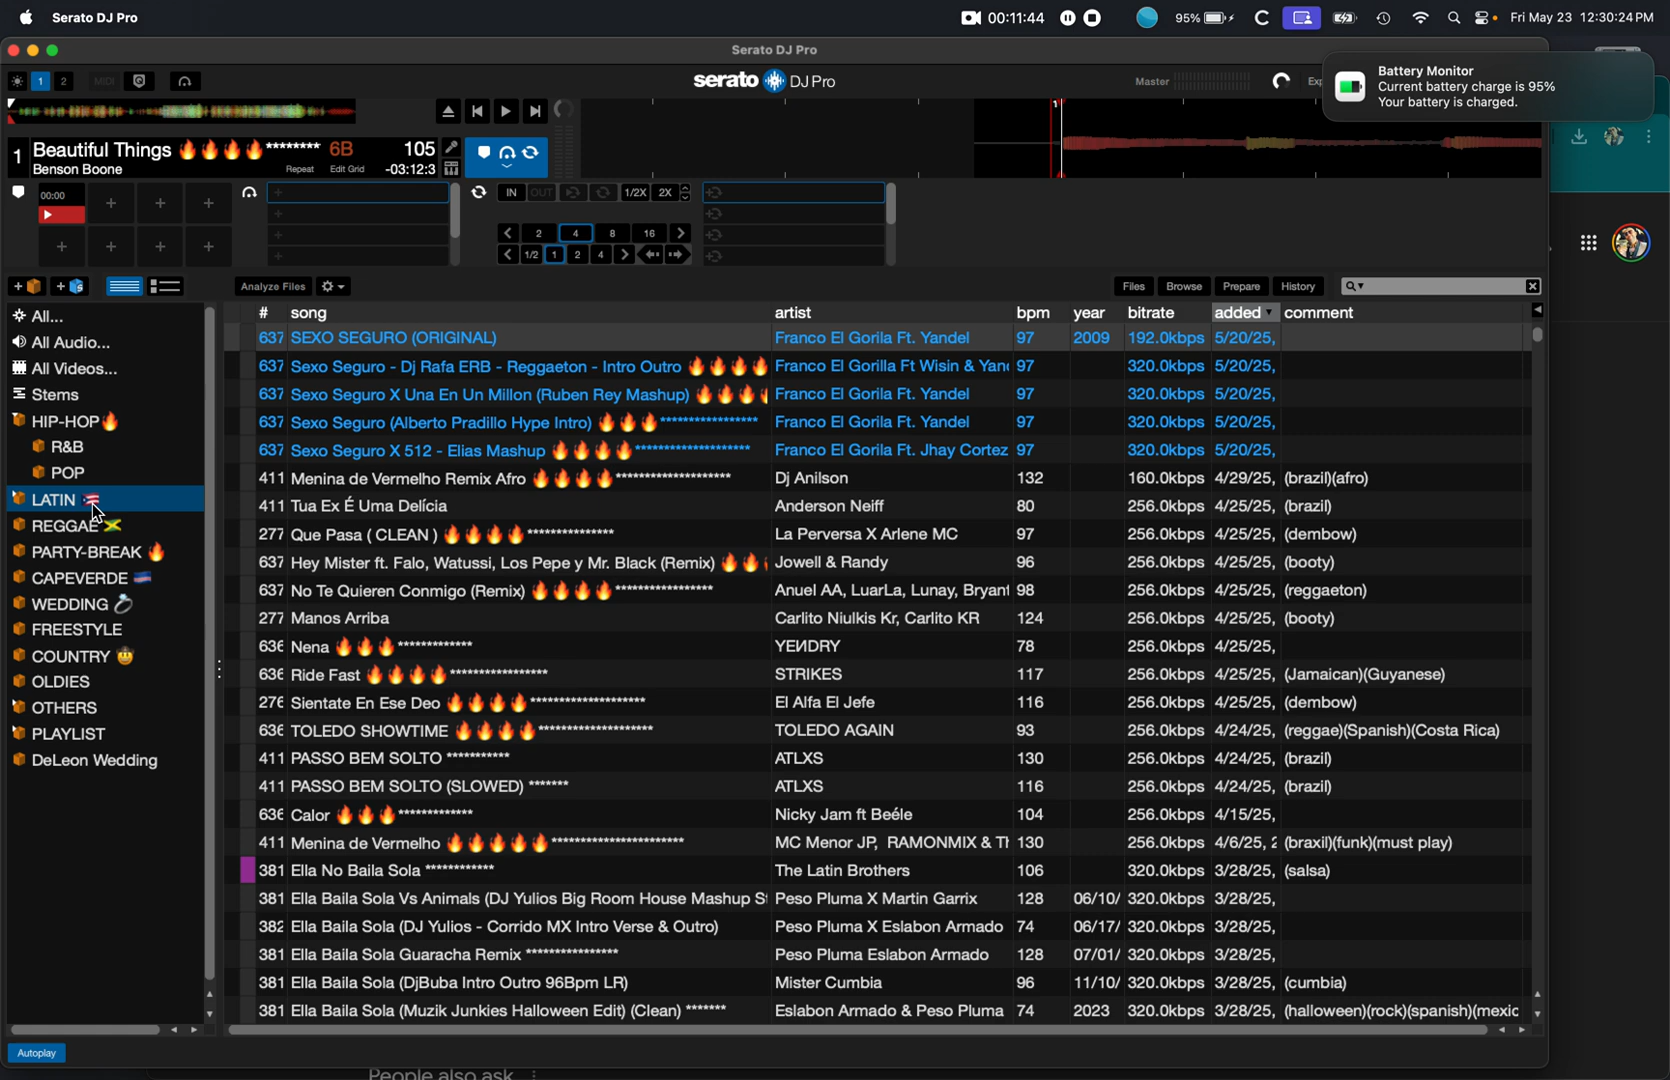 Serato DJ Pro 00:11:44 95% Fri May 23 12:30:24 PM
Serato DJ Pro
1 2 MIDI serato DJ Pro Master Exp
Battery Monitor
Current battery charge is 95%
Your battery is charged.
1 Beautiful Things 🔥🔥🔥🔥******** 6B 105
Benson Boone Repeat Edit Grid -03:12:3
00:00 IN OUT 1/2X 2X
2 4 8 16
1/2 1 2 4
Analyze Files Files Browse Prepare History
All...
All Audio...
All Videos...
Stems
HIP-HOP🔥
R&B
POP
LATIN 🇵🇷
REGGAE 🇯🇲
PARTY-BREAK 🔥
CAPEVERDE 🇨🇻
WEDDING 💍
FREESTYLE
COUNTRY 🤠
OLDIES
OTHERS
PLAYLIST
DeLeon Wedding
# song artist bpm year bitrate added comment
637 SEXO SEGURO (ORIGINAL) Franco El Gorila Ft. Yandel 97 2009 192.0kbps 5/20/25,
637 Sexo Seguro - Dj Rafa ERB - Reggaeton - Intro Outro 🔥🔥🔥🔥 Franco El Gorilla Ft Wisin & Yan 97 320.0kbps 5/20/25,
637 Sexo Seguro X Una En Un Millon (Ruben Rey Mashup) 🔥🔥🔥🔥 Franco El Gorila Ft. Yandel 97 320.0kbps 5/20/25,
637 Sexo Seguro (Alberto Pradillo Hype Intro) 🔥🔥🔥***************** Franco El Gorila Ft. Yandel 97 320.0kbps 5/20/25,
637 Sexo Seguro X 512 - Elias Mashup 🔥🔥🔥🔥******************** Franco El Gorila Ft. Jhay Cortez 97 320.0kbps 5/20/25,
411 Menina de Vermelho Remix Afro 🔥🔥🔥🔥******************** Dj Anilson 132 160.0kbps 4/29/25, (brazil)(afro)
411 Tua Ex É Uma Delícia Anderson Neiff 80 256.0kbps 4/25/25, (brazil)
277 Que Pasa ( CLEAN ) 🔥🔥🔥🔥*************** La Perversa X Arlene MC 97 256.0kbps 4/25/25, (dembow)
637 Hey Mister ft. Falo, Watussi, Los Pepe y Mr. Black (Remix) 🔥🔥🔥 Jowell & Randy 96 256.0kbps 4/25/25, (booty)
637 No Te Quieren Conmigo (Remix) 🔥🔥🔥🔥***************** Anuel AA, LuarLa, Lunay, Bryant 98 256.0kbps 4/25/25, (reggaeton)
277 Manos Arriba Carlito Niulkis Kr, Carlito KR 124 256.0kbps 4/25/25, (booty)
636 Nena 🔥🔥🔥************* YEИDRY 78 256.0kbps 4/25/25,
636 Ride Fast 🔥🔥🔥🔥***************** STRIKES 117 256.0kbps 4/25/25, (Jamaican)(Guyanese)
276 Sientate En Ese Deo 🔥🔥🔥🔥******************** El Alfa El Jefe 116 256.0kbps 4/25/25, (dembow)
636 TOLEDO SHOWTIME 🔥🔥🔥🔥******************** TOLEDO AGAIN 93 256.0kbps 4/24/25, (reggae)(Spanish)(Costa Rica)
411 PASSO BEM SOLTO *********** ATLXS 130 256.0kbps 4/24/25, (brazil)
411 PASSO BEM SOLTO (SLOWED) ******* ATLXS 116 256.0kbps 4/24/25, (brazil)
636 Calor 🔥🔥🔥************* Nicky Jam ft Beéle 104 256.0kbps 4/15/25,
411 Menina de Vermelho 🔥🔥🔥🔥🔥*********************** MC Menor JP, RAMONMIX & Th 130 256.0kbps 4/6/25, 2 (braxil)(funk)(must play)
381 Ella No Baila Sola ************ The Latin Brothers 106 320.0kbps 3/28/25, (salsa)
381 Ella Baila Sola Vs Animals (DJ Yulios Big Room House Mashup St Peso Pluma X Martin Garrix 128 06/10/ 320.0kbps 3/28/25,
382 Ella Baila Sola (DJ Yulios - Corrido MX Intro Verse & Outro) Peso Pluma X Eslabon Armado 74 06/17/ 320.0kbps 3/28/25,
381 Ella Baila Sola Guaracha Remix **************** Peso Pluma Eslabon Armado 128 07/01/ 320.0kbps 3/28/25,
381 Ella Baila Sola (DjBuba Intro Outro 96Bpm LR) Mister Cumbia 96 11/10/ 320.0kbps 3/28/25, (cumbia)
381 Ella Baila Sola (Muzik Junkies Halloween Edit) (Clean) ******* Eslabon Armado & Peso Pluma 74 2023 320.0kbps 3/28/25, (halloween)(rock)(spanish)(mexic
Autoplay
People also ask